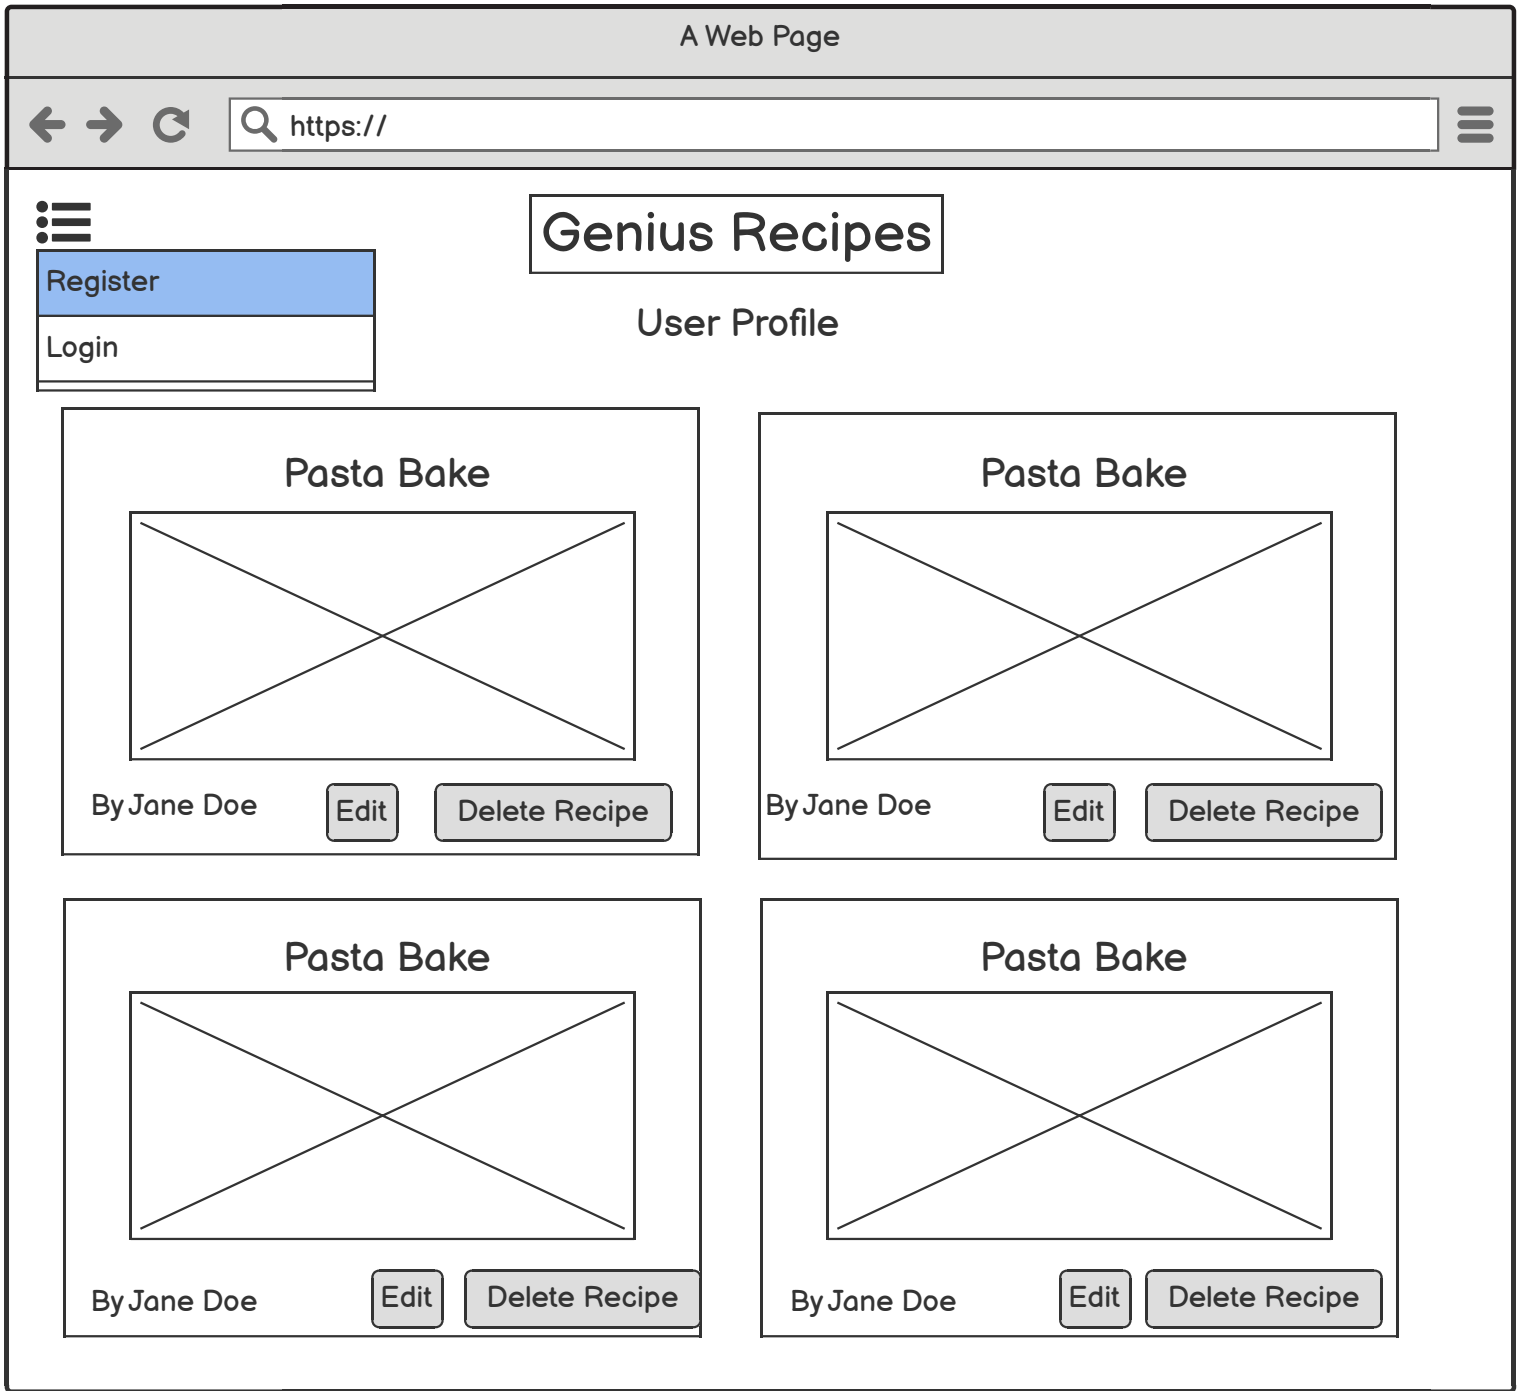 A Web Page
https://
Genius Recipes
Register
User Profile
Login
Pasta Bake
Pasta Bake
By Jane Doe
Edit
Delete Recipe
By Jane Doe
Edit
Delete Recipe
Pasta Bake
Pasta Bake
By Jane Doe
Edit
Delete Recipe
By Jane Doe
Edit
Delete Recipe